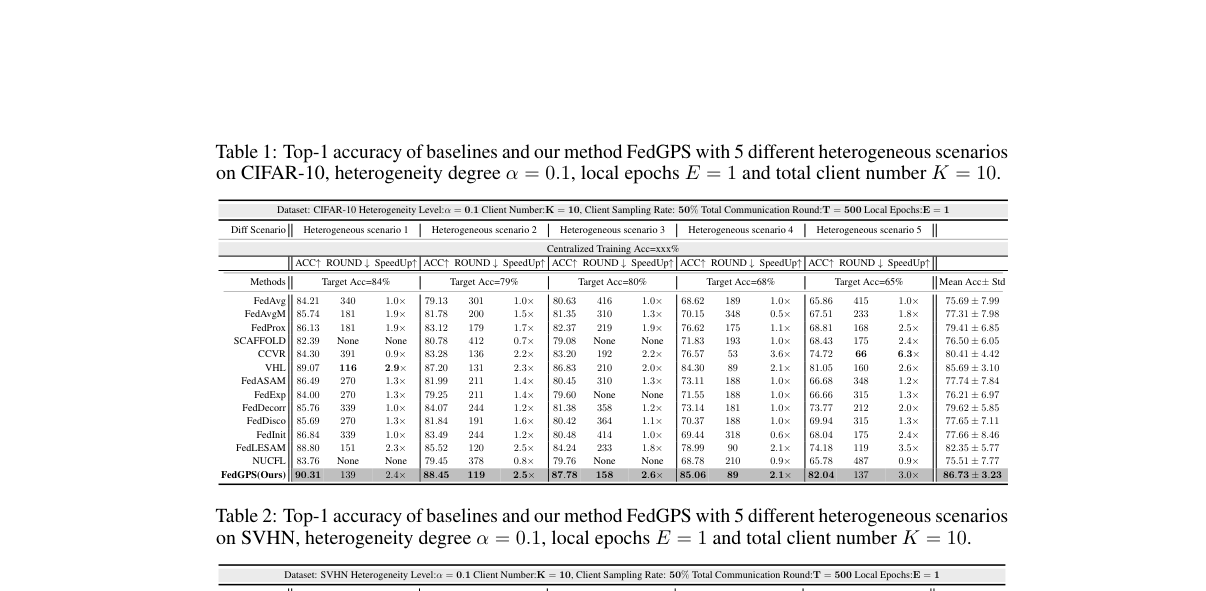 Table 1: Top-1 accuracy of baselines and our method FedGPS with 5 different heterogeneous scenarios
on CIFAR-10, heterogeneity degree α = 0.1, local epochs E = 1 and total client number K = 10.
Dataset: CIFAR-10 Heterogeneity Level:α = 0.1 Client Number:K = 10, Client Sampling Rate: 50% Total Communication Round:T = 500 Local Epochs:E = 1
Diff Scenario Heterogeneous scenario 1 Heterogeneous scenario 2 Heterogeneous scenario 3 Heterogeneous scenario 4 Heterogeneous scenario 5
Centralized Training Acc=xxx%
ACC↑ ROUND ↓ SpeedUp↑ ACC↑ ROUND ↓ SpeedUp↑ ACC↑ ROUND ↓ SpeedUp↑ ACC↑ ROUND ↓ SpeedUp↑ ACC↑ ROUND ↓ SpeedUp↑
Methods Target Acc=84% Target Acc=79% Target Acc=80% Target Acc=68% Target Acc=65% Mean Acc± Std
FedAvg 84.21 340 1.0× 79.13 301 1.0× 80.63 416 1.0× 68.62 189 1.0× 65.86 415 1.0× 75.69 ± 7.99
FedAvgM 85.74 181 1.9× 81.78 200 1.5× 81.35 310 1.3× 70.15 348 0.5× 67.51 233 1.8× 77.31 ± 7.98
FedProx 86.13 181 1.9× 83.12 179 1.7× 82.37 219 1.9× 76.62 175 1.1× 68.81 168 2.5× 79.41 ± 6.85
SCAFFOLD 82.39 None None 80.78 412 0.7× 79.08 None None 71.83 193 1.0× 68.43 175 2.4× 76.50 ± 6.05
CCVR 84.30 391 0.9× 83.28 136 2.2× 83.20 192 2.2× 76.57 53 3.6× 74.72 66 6.3× 80.41 ± 4.42
VHL 89.07 116 2.9× 87.20 131 2.3× 86.83 210 2.0× 84.30 89 2.1× 81.05 160 2.6× 85.69 ± 3.10
FedASAM 86.49 270 1.3× 81.99 211 1.4× 80.45 310 1.3× 73.11 188 1.0× 66.68 348 1.2× 77.74 ± 7.84
FedExp 84.00 270 1.3× 79.25 211 1.4× 79.60 None None 71.55 188 1.0× 66.66 315 1.3× 76.21 ± 6.97
FedDecorr 85.76 339 1.0× 84.07 244 1.2× 81.38 358 1.2× 73.14 181 1.0× 73.77 212 2.0× 79.62 ± 5.85
FedDisco 85.69 270 1.3× 81.84 191 1.6× 80.42 364 1.1× 70.37 188 1.0× 69.94 315 1.3× 77.65 ± 7.11
FedInit 86.84 339 1.0× 83.49 244 1.2× 80.48 414 1.0× 69.44 318 0.6× 68.04 175 2.4× 77.66 ± 8.46
FedLESAM 88.80 151 2.3× 85.52 120 2.5× 84.24 233 1.8× 78.99 90 2.1× 74.18 119 3.5× 82.35 ± 5.77
NUCFL 83.76 None None 79.45 378 0.8× 79.76 None None 68.78 210 0.9× 65.78 487 0.9× 75.51 ± 7.77
FedGPS(Ours) 90.31 139 2.4× 88.45 119 2.5× 87.78 158 2.6× 85.06 89 2.1× 82.04 137 3.0× 86.73 ± 3.23
Table 2: Top-1 accuracy of baselines and our method FedGPS with 5 different heterogeneous scenarios
on SVHN, heterogeneity degree α = 0.1, local epochs E = 1 and total client number K = 10.
Dataset: SVHN Heterogeneity Level:α = 0.1 Client Number:K = 10, Client Sampling Rate: 50% Total Communication Round:T = 500 Local Epochs:E = 1